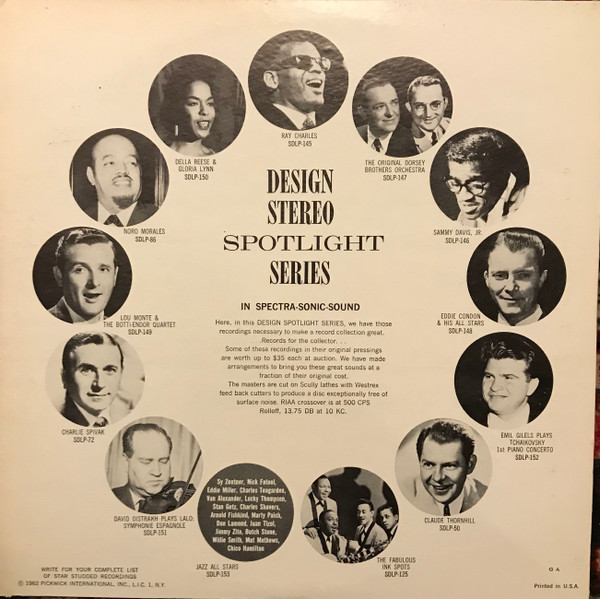 RAY CHARLES
SDLP-145
THE ORIGINAL DORSEY
BROTHERS ORCHESTRA
SDLP-147
SAMMY DAVIS, JR.
SDLP-146
EDDIE CONDON
& HIS ALL STARS
SDLP-148
EMIL GILELS PLAYS
TCHAIKOVSKY
1st PIANO CONCERTO
SDLP-152
CLAUDE THORNHILL
SDLP-50
THE FABULOUS
INK SPOTS
SDLP-125
Sy Zentner, Nick Fatool,
Eddie Miller, Charles Teagarden,
Van Alexander, Lucky Thompson,
Stan Getz, Charles Shavers,
Arnold Fishkind, Marty Paich,
Don Lamond, Juan Tizol,
Jimmy Zito, Butch Stone,
Willie Smith, Mat Mathews,
Chico Hamilton
JAZZ ALL STARS
SDLP-153
DAVID OISTRAKH PLAYS LALO:
SYMPHONIE ESPAGNOLE
SDLP-151
CHARLIE SPIVAK
SDLP-72
LOU MONTE &
THE BOTTI-ENDOR QUARTET
SDLP-149
NORO MORALES
SDLP-86
DELLA REESE &
GLORIA LYNN
SDLP-150
DESIGN
STEREO
SPOTLIGHT
SERIES
IN SPECTRA-SONIC-SOUND
Here, in this DESIGN SPOTLIGHT SERIES, we have those
recordings necessary to make a record collection great.
Records for the collector. . .
Some of these recordings in their original pressings
are worth up to $35 each at auction. We have made
arrangements to bring you these great sounds at a
fraction of their original cost.
The masters are cut on Scully lathes with Westrex
feed back cutters to produce a disc exceptionally free of
surface noise. RIAA crossover is at 500 CPS
Rolloff, 13.75 DB at 10 KC.
WRITE FOR YOUR COMPLETE LIST
OF STAR STUDDED RECORDINGS
© 1962 PICKWICK INTERNATIONAL, INC., L.I.C. 1, N.Y.
G A
Printed in U.S.A.